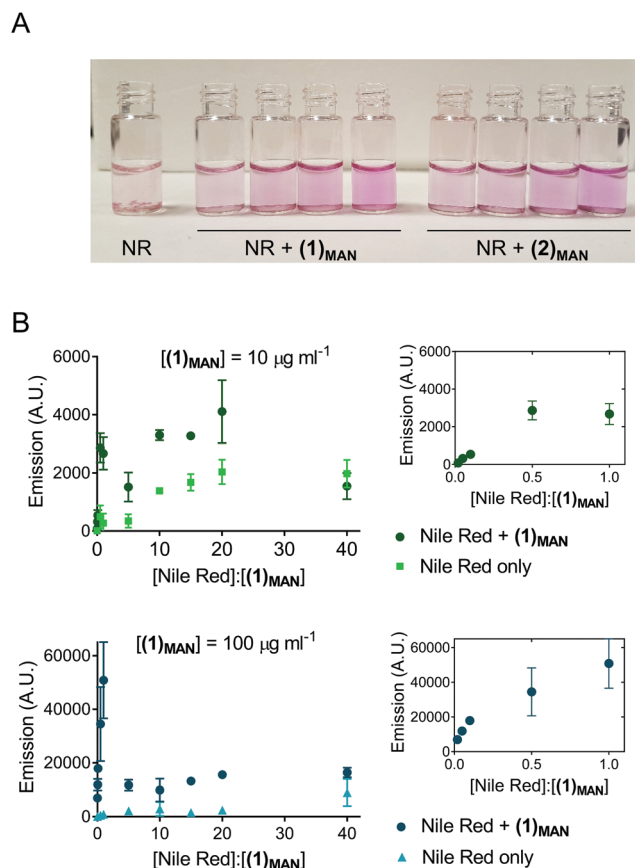 A
NR
NR + (1)MAN
NR + (2)MAN
B
[(1)MAN] = 10 μg ml-1
Emission (A.U.)
6000
4000
2000
0
0 10 20 30 40
[Nile Red]:[(1)MAN]
Emission (A.U.)
6000
4000
2000
0
0.0 0.5 1.0
[Nile Red]:[(1)MAN]
Nile Red + (1)MAN
Nile Red only
[(1)MAN] = 100 μg ml-1
Emission (A.U.)
60000
40000
20000
0
0 10 20 30 40
[Nile Red]:[(1)MAN]
Emission (A.U.)
60000
40000
20000
0
0.0 0.5 1.0
[Nile Red]:[(1)MAN]
Nile Red + (1)MAN
Nile Red only